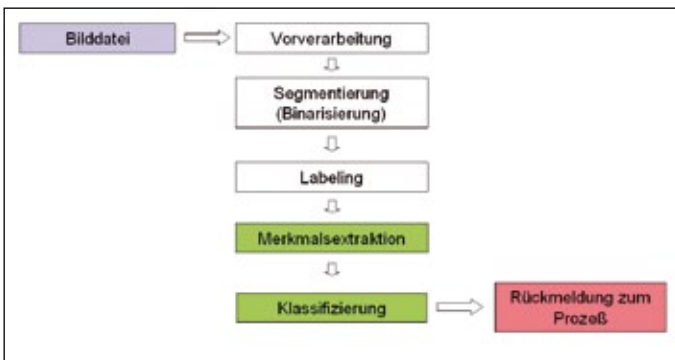 Bilddatei
Vorverarbeitung
Segmentierung
(Binarisierung)
Labeling
Merkmalsextraktion
Klassifizierung
Rückmeldung zum
Prozeß